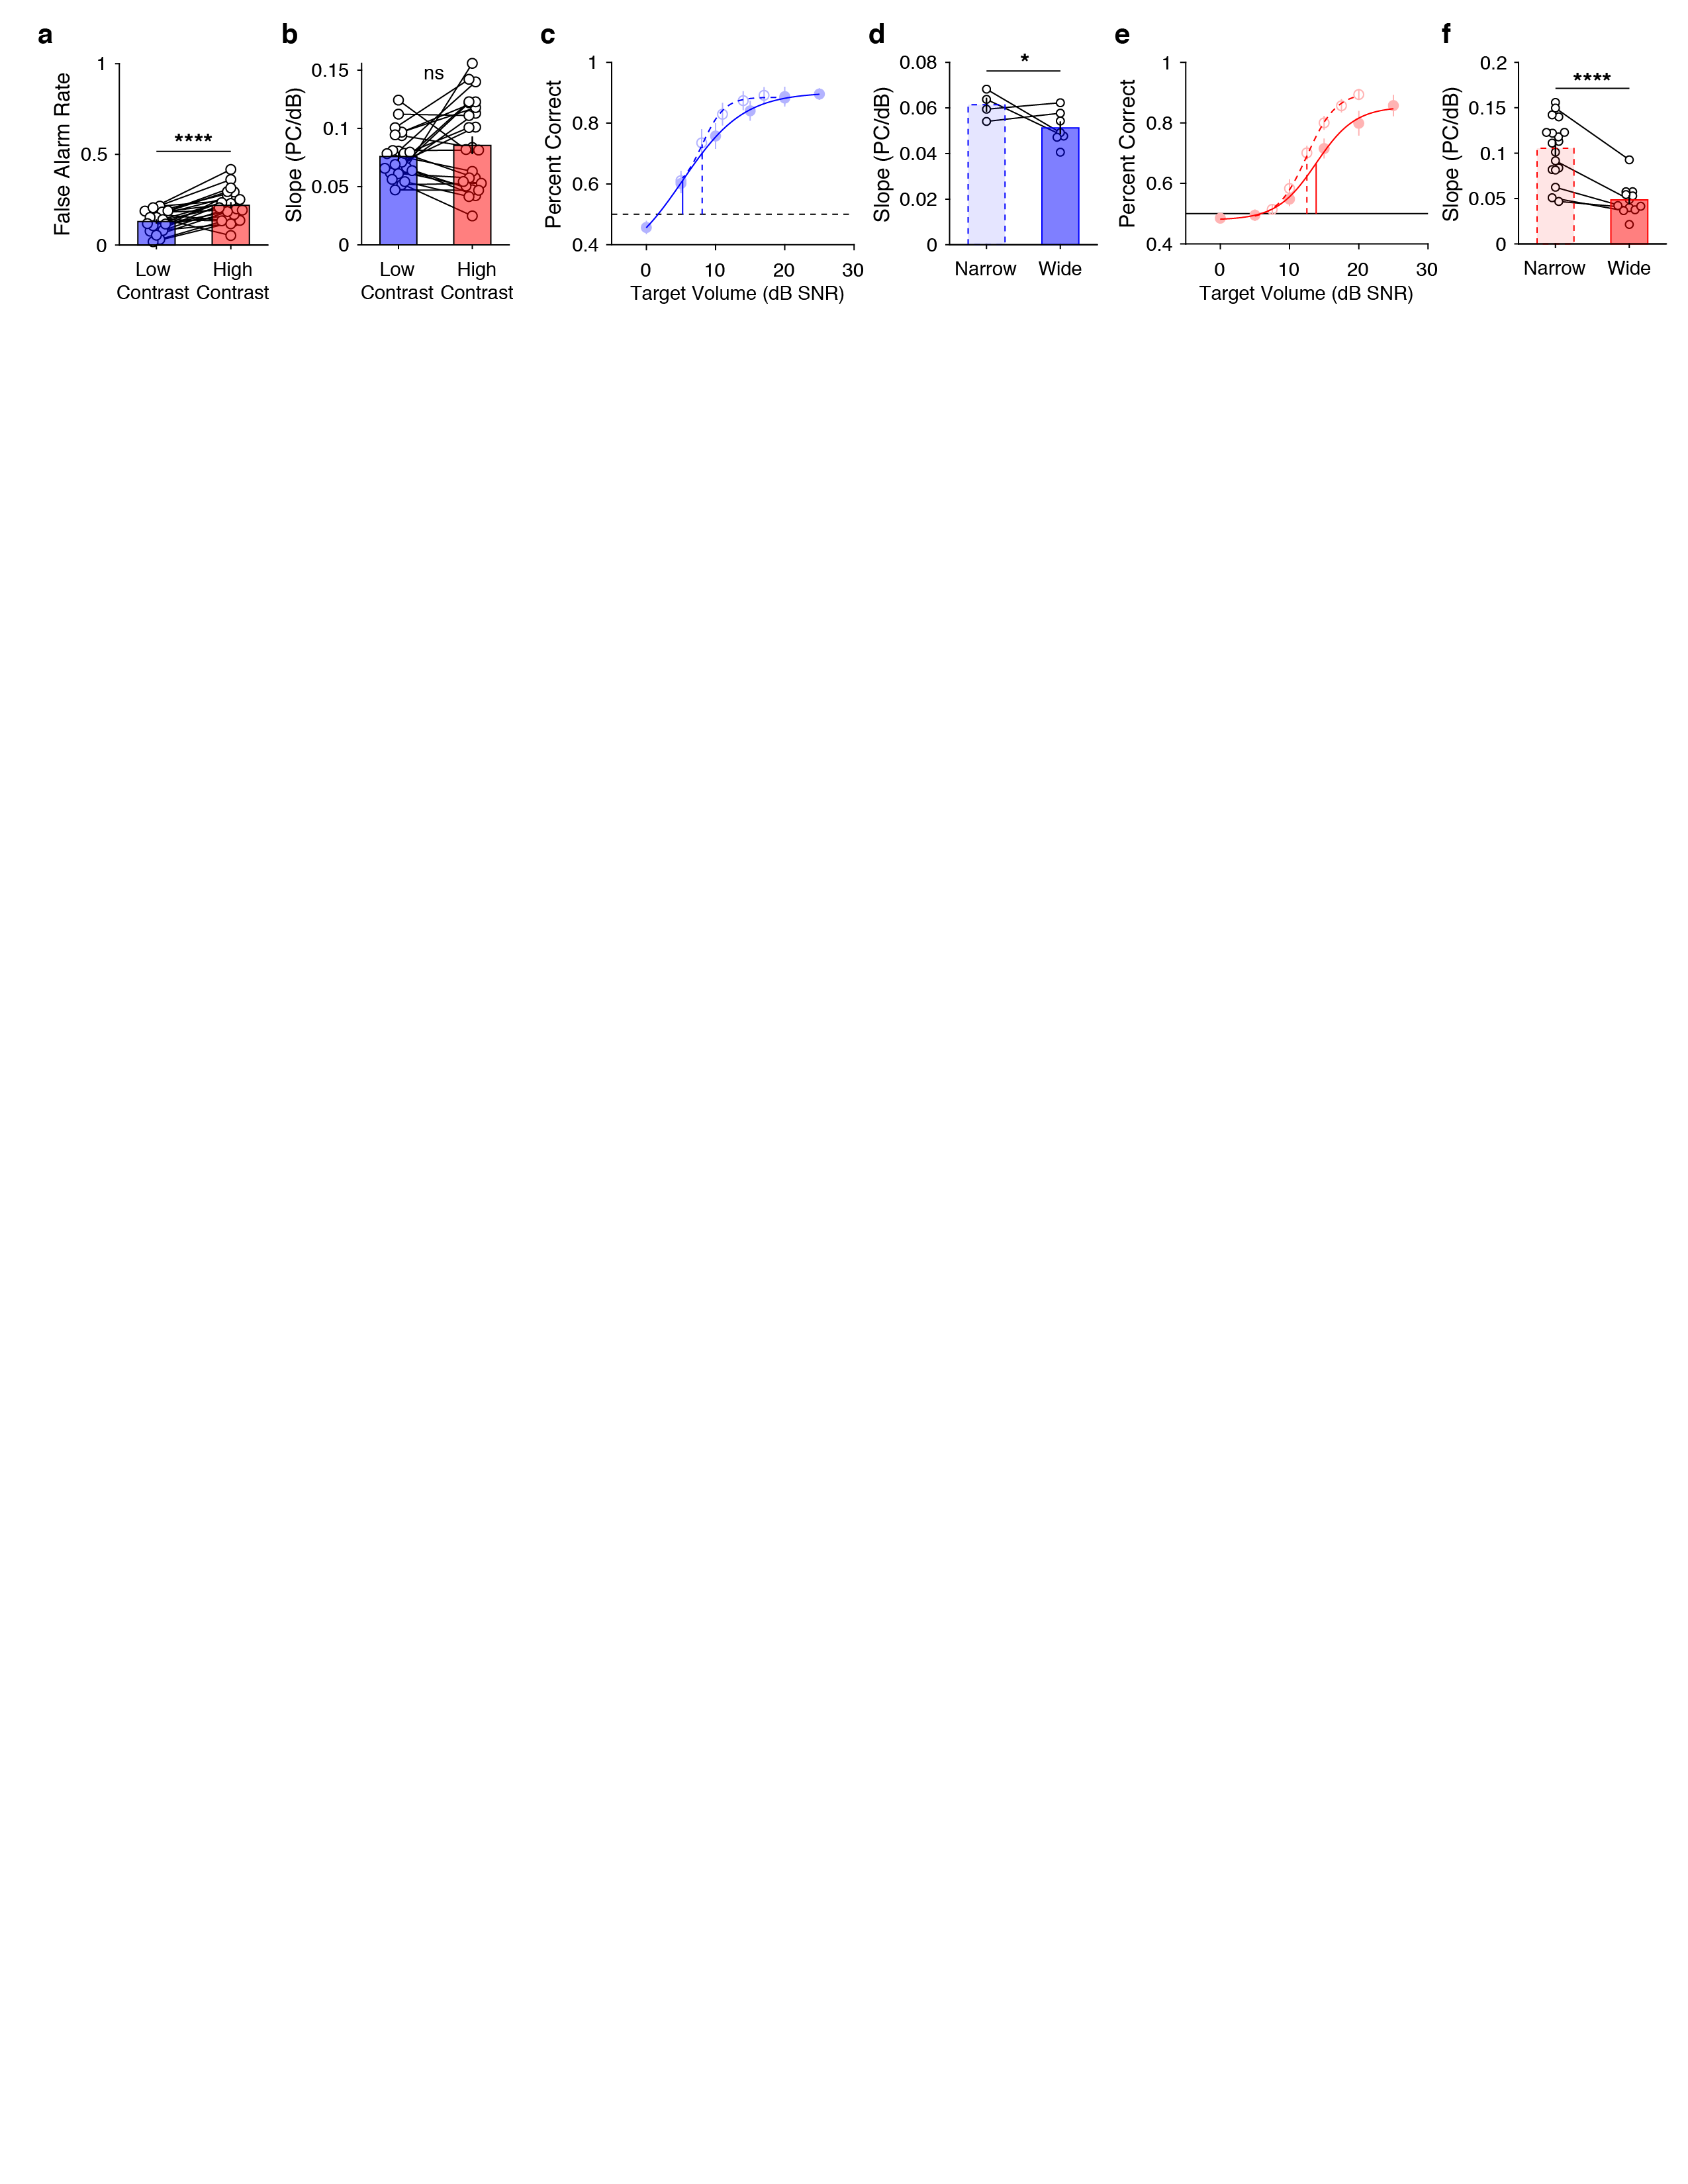 a
False Alarm Rate
1
0.5
0
****
Low Contrast
High Contrast
b
Slope (PC/dB)
0.15
0.1
0.05
0
ns
Low Contrast
High Contrast
c
Percent Correct
1
0.8
0.6
0.4
0 10 20 30
Target Volume (dB SNR)
d
Slope (PC/dB)
0.08
0.06
0.04
0.02
0
*
Narrow Wide
e
Percent Correct
1
0.8
0.6
0.4
0 10 20 30
Target Volume (dB SNR)
f
Slope (PC/dB)
0.2
0.15
0.1
0.05
0
****
Narrow Wide